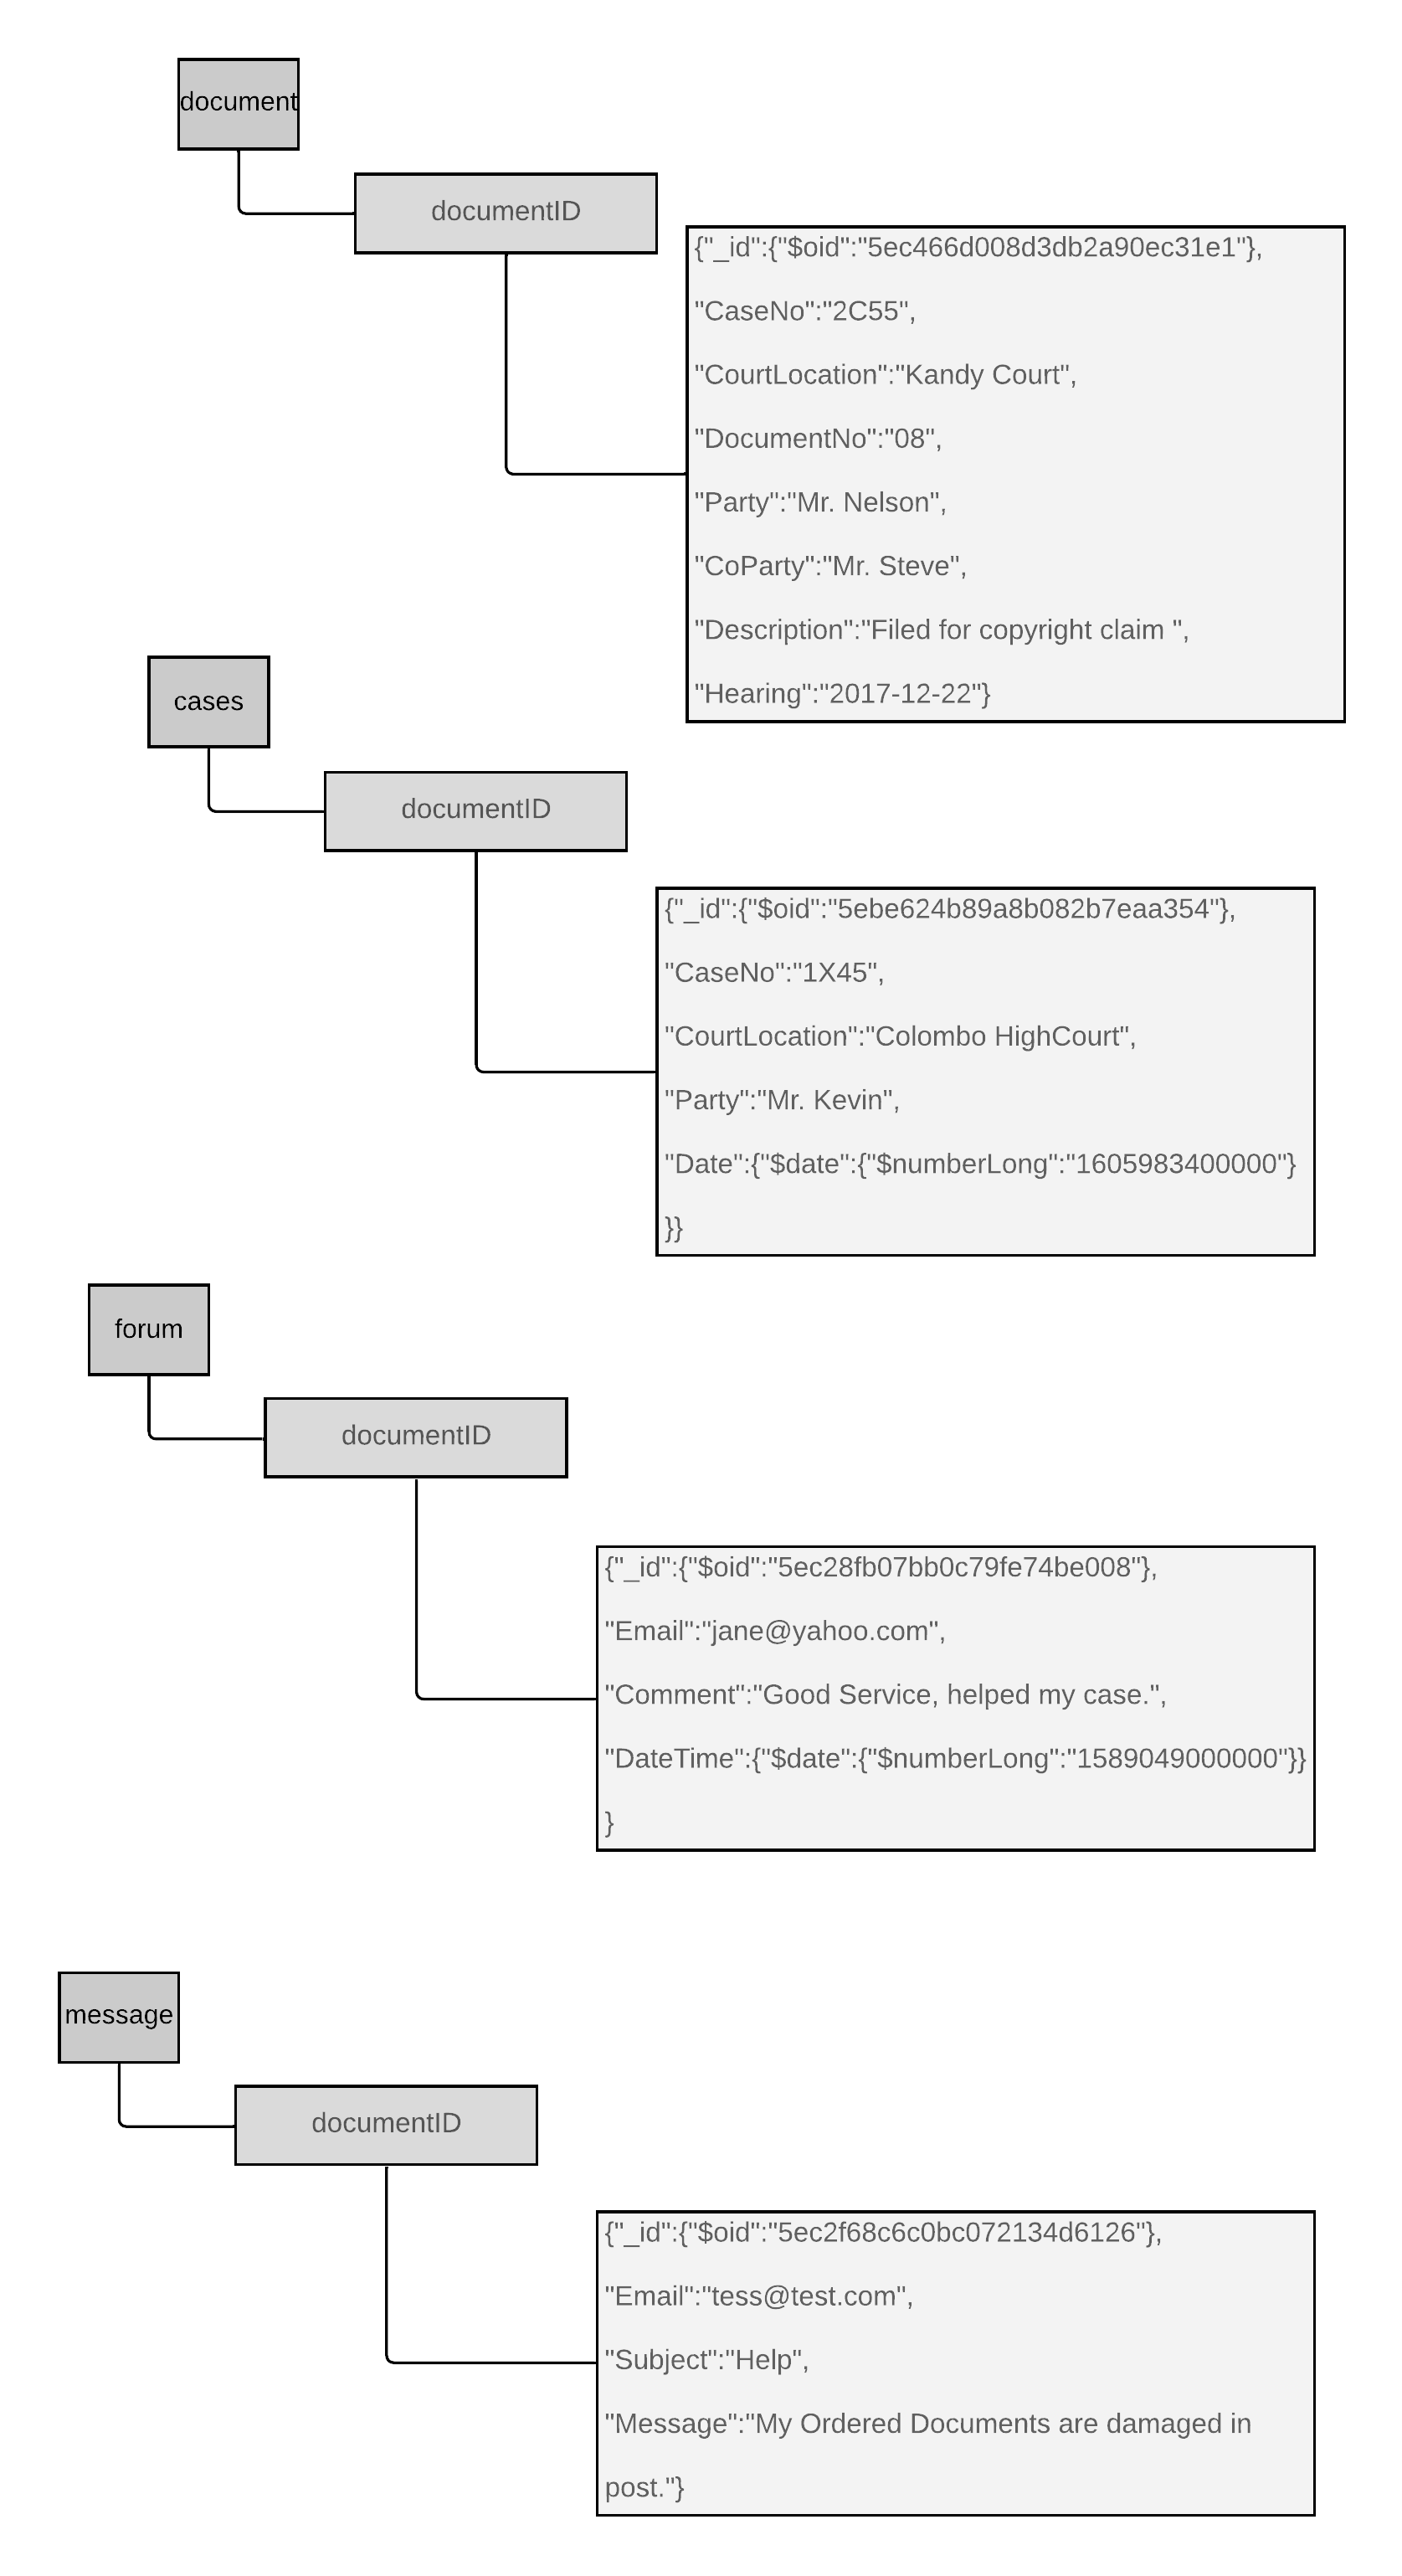 document
documentID
{"_id":{"$oid":"5ec466d008d3db2a90ec31e1"},
"CaseNo":"2C55",
"CourtLocation":"Kandy Court",
"DocumentNo":"08",
"Party":"Mr. Nelson",
"CoParty":"Mr. Steve",
"Description":"Filed for copyright claim ",
"Hearing":"2017-12-22"}
cases
documentID
{"_id":{"$oid":"5ebe624b89a8b082b7eaa354"},
"CaseNo":"1X45",
"CourtLocation":"Colombo HighCourt",
"Party":"Mr. Kevin",
"Date":{"$date":{"$numberLong":"1605983400000"}
}}
forum
documentID
{"_id":{"$oid":"5ec28fb07bb0c79fe74be008"},
"Email":"jane@yahoo.com",
"Comment":"Good Service, helped my case.",
"DateTime":{"$date":{"$numberLong":"1589049000000"}}
}
message
documentID
{"_id":{"$oid":"5ec2f68c6c0bc072134d6126"},
"Email":"tess@test.com",
"Subject":"Help",
"Message":"My Ordered Documents are damaged in
post."}